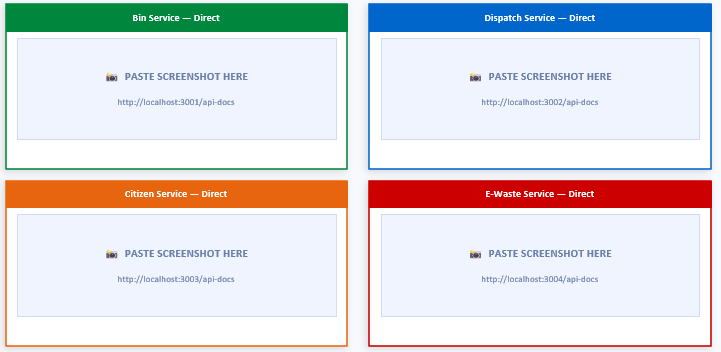 Bin Service — Direct
Dispatch Service — Direct
PASTE SCREENSHOT HERE
http://localhost:3001/api-docs
PASTE SCREENSHOT HERE
http://localhost:3002/api-docs
Citizen Service — Direct
E-Waste Service — Direct
PASTE SCREENSHOT HERE
http://localhost:3003/api-docs
PASTE SCREENSHOT HERE
http://localhost:3004/api-docs